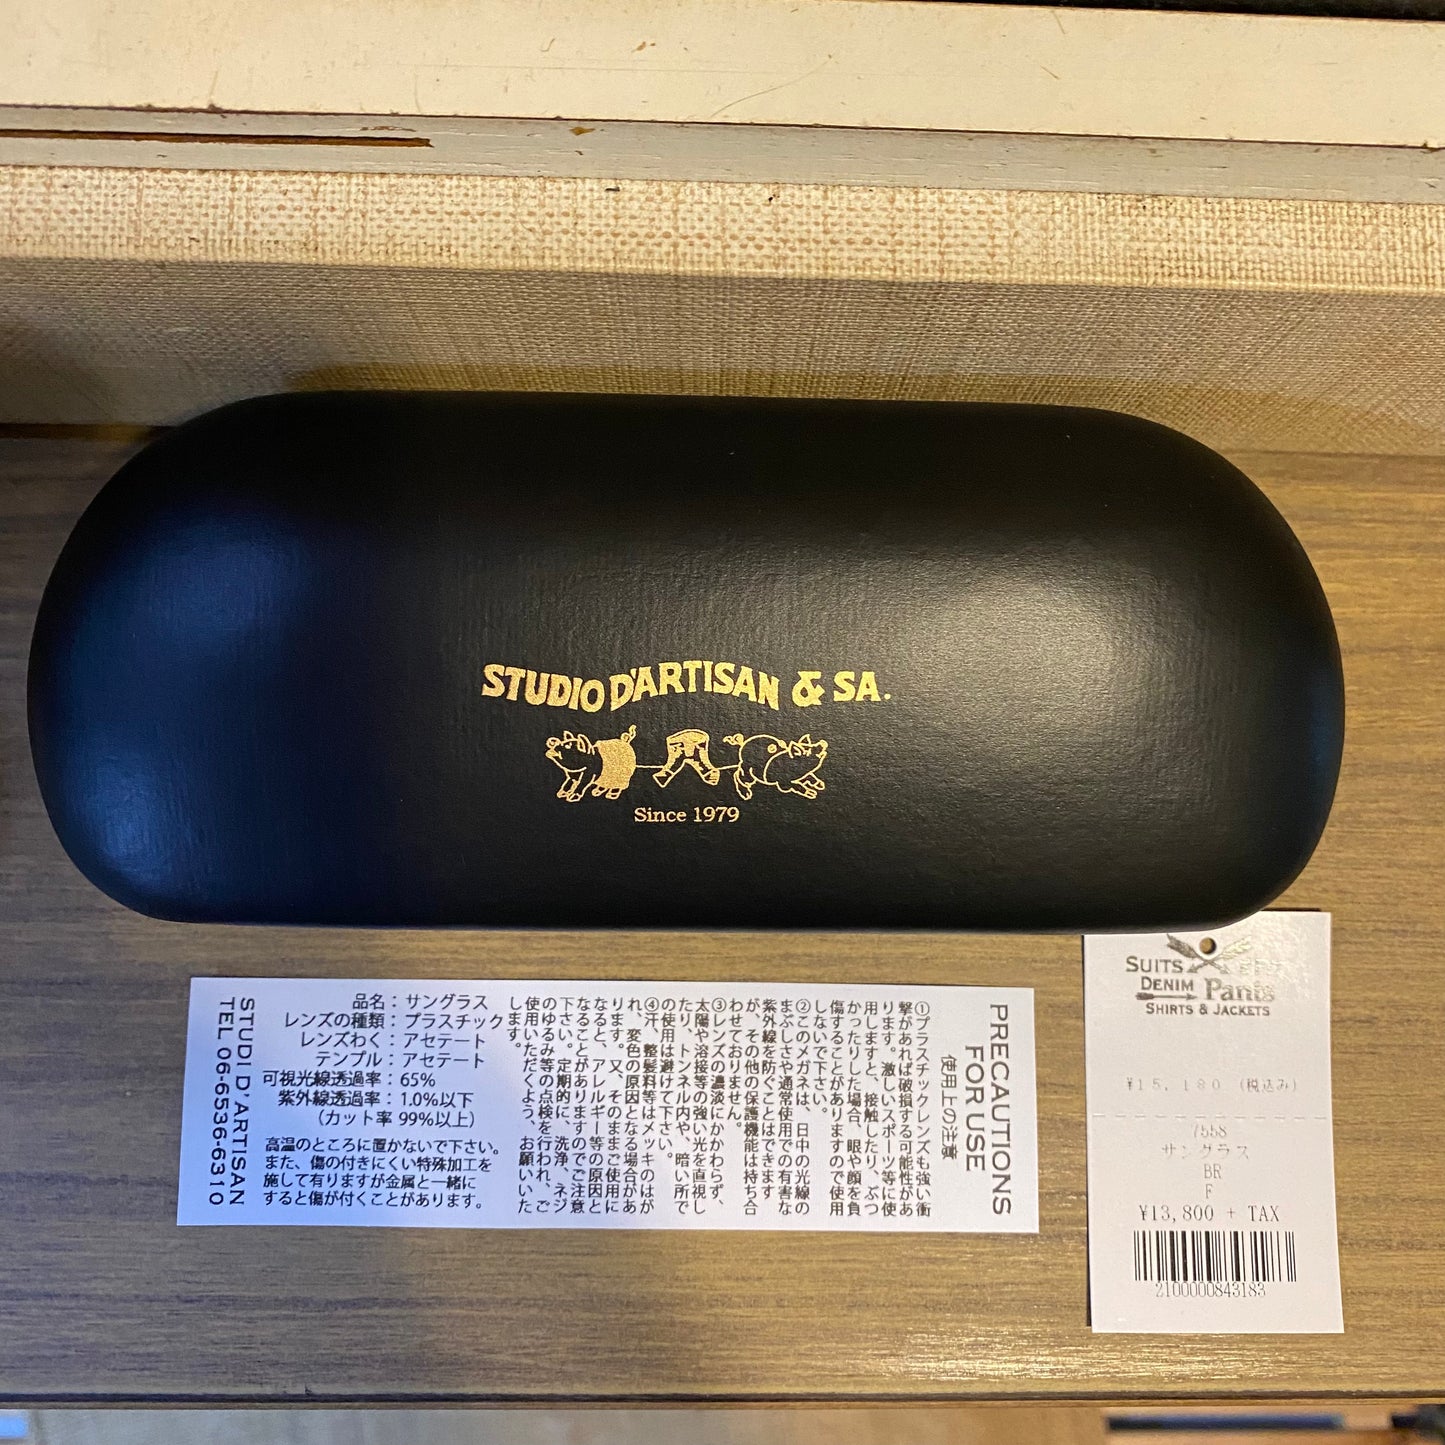 STUDIO D'ARTISAN & SA.
Since 1979
PRECAUTIONS
FOR USE
使用上の注意
①プラスチックレンズも強い衝
撃があれば破損する可能性があ
ります。激しいスポーツ等に使
用しますと、接触したり、ぶつ
かったりした場合、眼や顔を負
傷することがありますので使用
しないで下さい。
②このメガネは、日中の光線の
まぶしさや通常使用での有害な
紫外線を防ぐことはできます
が、その他の保護機能は持ち合
わせておりません。
③レンズの濃淡にかかわらず、
太陽や溶接等の強い光を直視し
たり、トンネル内や、暗い所で
の使用は避けて下さい。
④汗、整髪料等はメッキのはが
れ、変色の原因となる場合があ
ります。又、そのままご使用に
なると、アレルギー等の原因と
なることがありますのでご注意
下さい。定期的に、洗浄、ネジ
のゆるみ等の点検を行われ、ご
使用いただくよう、お願いいた
します。
品名：サングラス
レンズの種類：プラスチック
レンズわく：アセテート
テンプル：アセテート
可視光線透過率：65%
紫外線透過率：1.0%以下
（カット率 99%以上）
高温のところに置かないで下さい。
また、傷の付きにくい特殊加工を
施して有りますが金属と一緒に
すると傷が付くことがあります。
STUDI D'ARTISAN
TEL 06-6536-6310
SUITS
DENIM Pants
SHIRTS & JACKETS
¥15,180 (税込み)
7558
サングラス
BR
F
¥13,800 + TAX
2100000843183